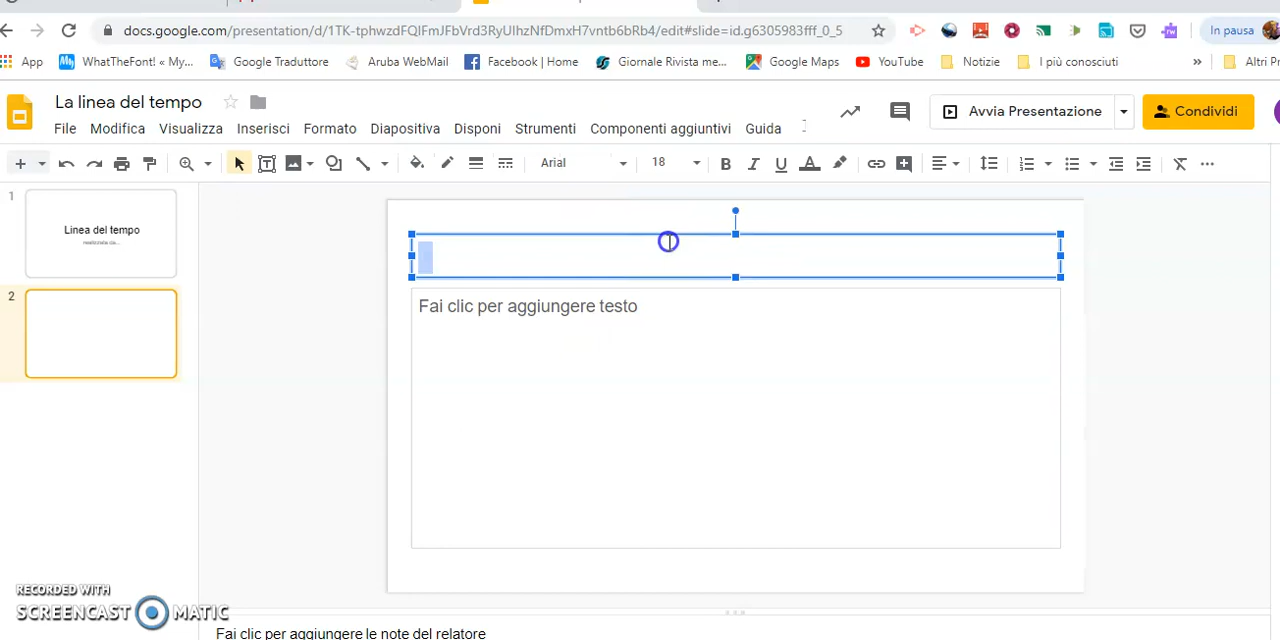 docs.google.com/presentation/d/1TK-tphwzdFQIFmJFbVrd3RyUlhzNfDmxH7vntb6bRb4/edit#slide=id.g6305983fff_0_5
In pausa
App
WhatTheFont! « My...
Google Traduttore
Aruba WebMail
Facebook | Home
Giornale Rivista me...
Google Maps
YouTube
Notizie
I più conosciuti
»
Altri Pr
La linea del tempo
Avvia Presentazione
Condividi
File Modifica Visualizza Inserisci Formato Diapositiva Disponi Strumenti Componenti aggiuntivi Guida
Arial
18
B I U A
1
Linea del tempo
2
Fai clic per aggiungere testo
RECORDED WITH
SCREENCAST MATIC
Fai clic per aggiungere le note del relatore